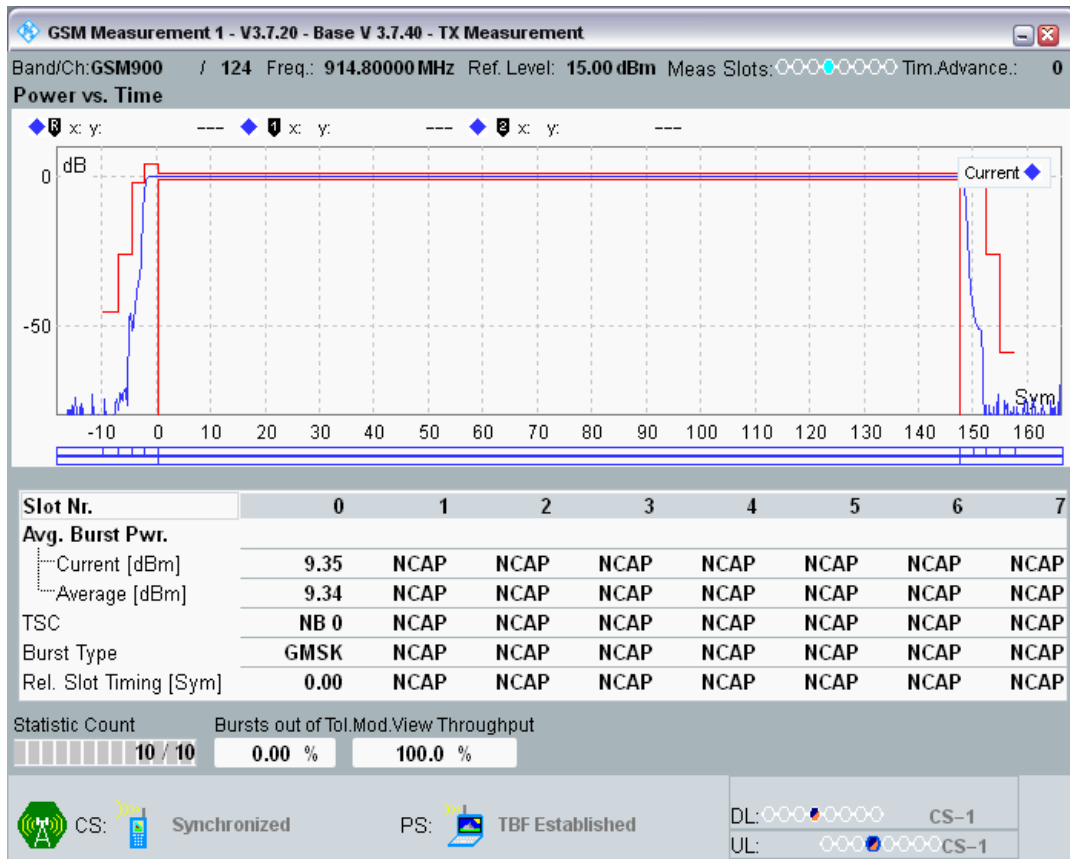 GSM Measurement 1 - V3.7.20 - Base V 3.7.40 - TX Measurement
Band/Ch:GSM900 / 124 Freq.: 914.80000 MHz Ref. Level: 15.00 dBm Meas Slots: Tim.Advance.: 0
Power vs. Time
R x: y: --- 1 x: y: --- 2 x: y: ---
dB
Current
0
-50
Sym
-10 0 10 20 30 40 50 60 70 80 90 100 110 120 130 140 150 160
Slot Nr. 0 1 2 3 4 5 6 7
Avg. Burst Pwr.
Current [dBm] 9.35 NCAP NCAP NCAP NCAP NCAP NCAP NCAP
Average [dBm] 9.34 NCAP NCAP NCAP NCAP NCAP NCAP NCAP
TSC NB 0 NCAP NCAP NCAP NCAP NCAP NCAP NCAP
Burst Type GMSK NCAP NCAP NCAP NCAP NCAP NCAP NCAP
Rel. Slot Timing [Sym] 0.00 NCAP NCAP NCAP NCAP NCAP NCAP NCAP
Statistic Count Bursts out of Tol.Mod.View Throughput
10 / 10 0.00 % 100.0 %
CS: Synchronized PS: TBF Established DL: CS-1
UL: CS-1